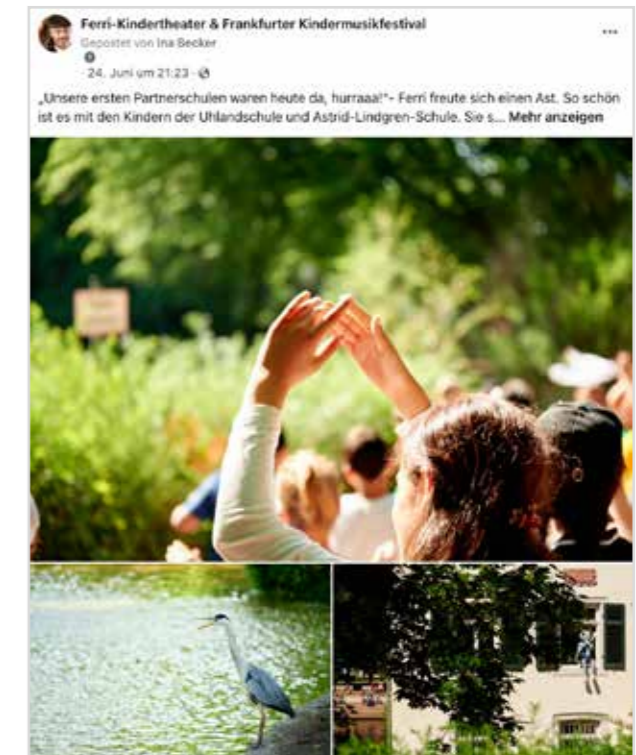 Ferri-Kindertheater & Frankfurter Kindermusikfestival
Gepostet von Ina Becker
· 24. Juni um 21:23 ·
„Unsere ersten Partnerschulen waren heute da, hurraaa!“- Ferri freute sich einen Ast. So schön
ist es mit den Kindern der Uhlandschule und Astrid-Lindgren-Schule. Sie s... Mehr anzeigen